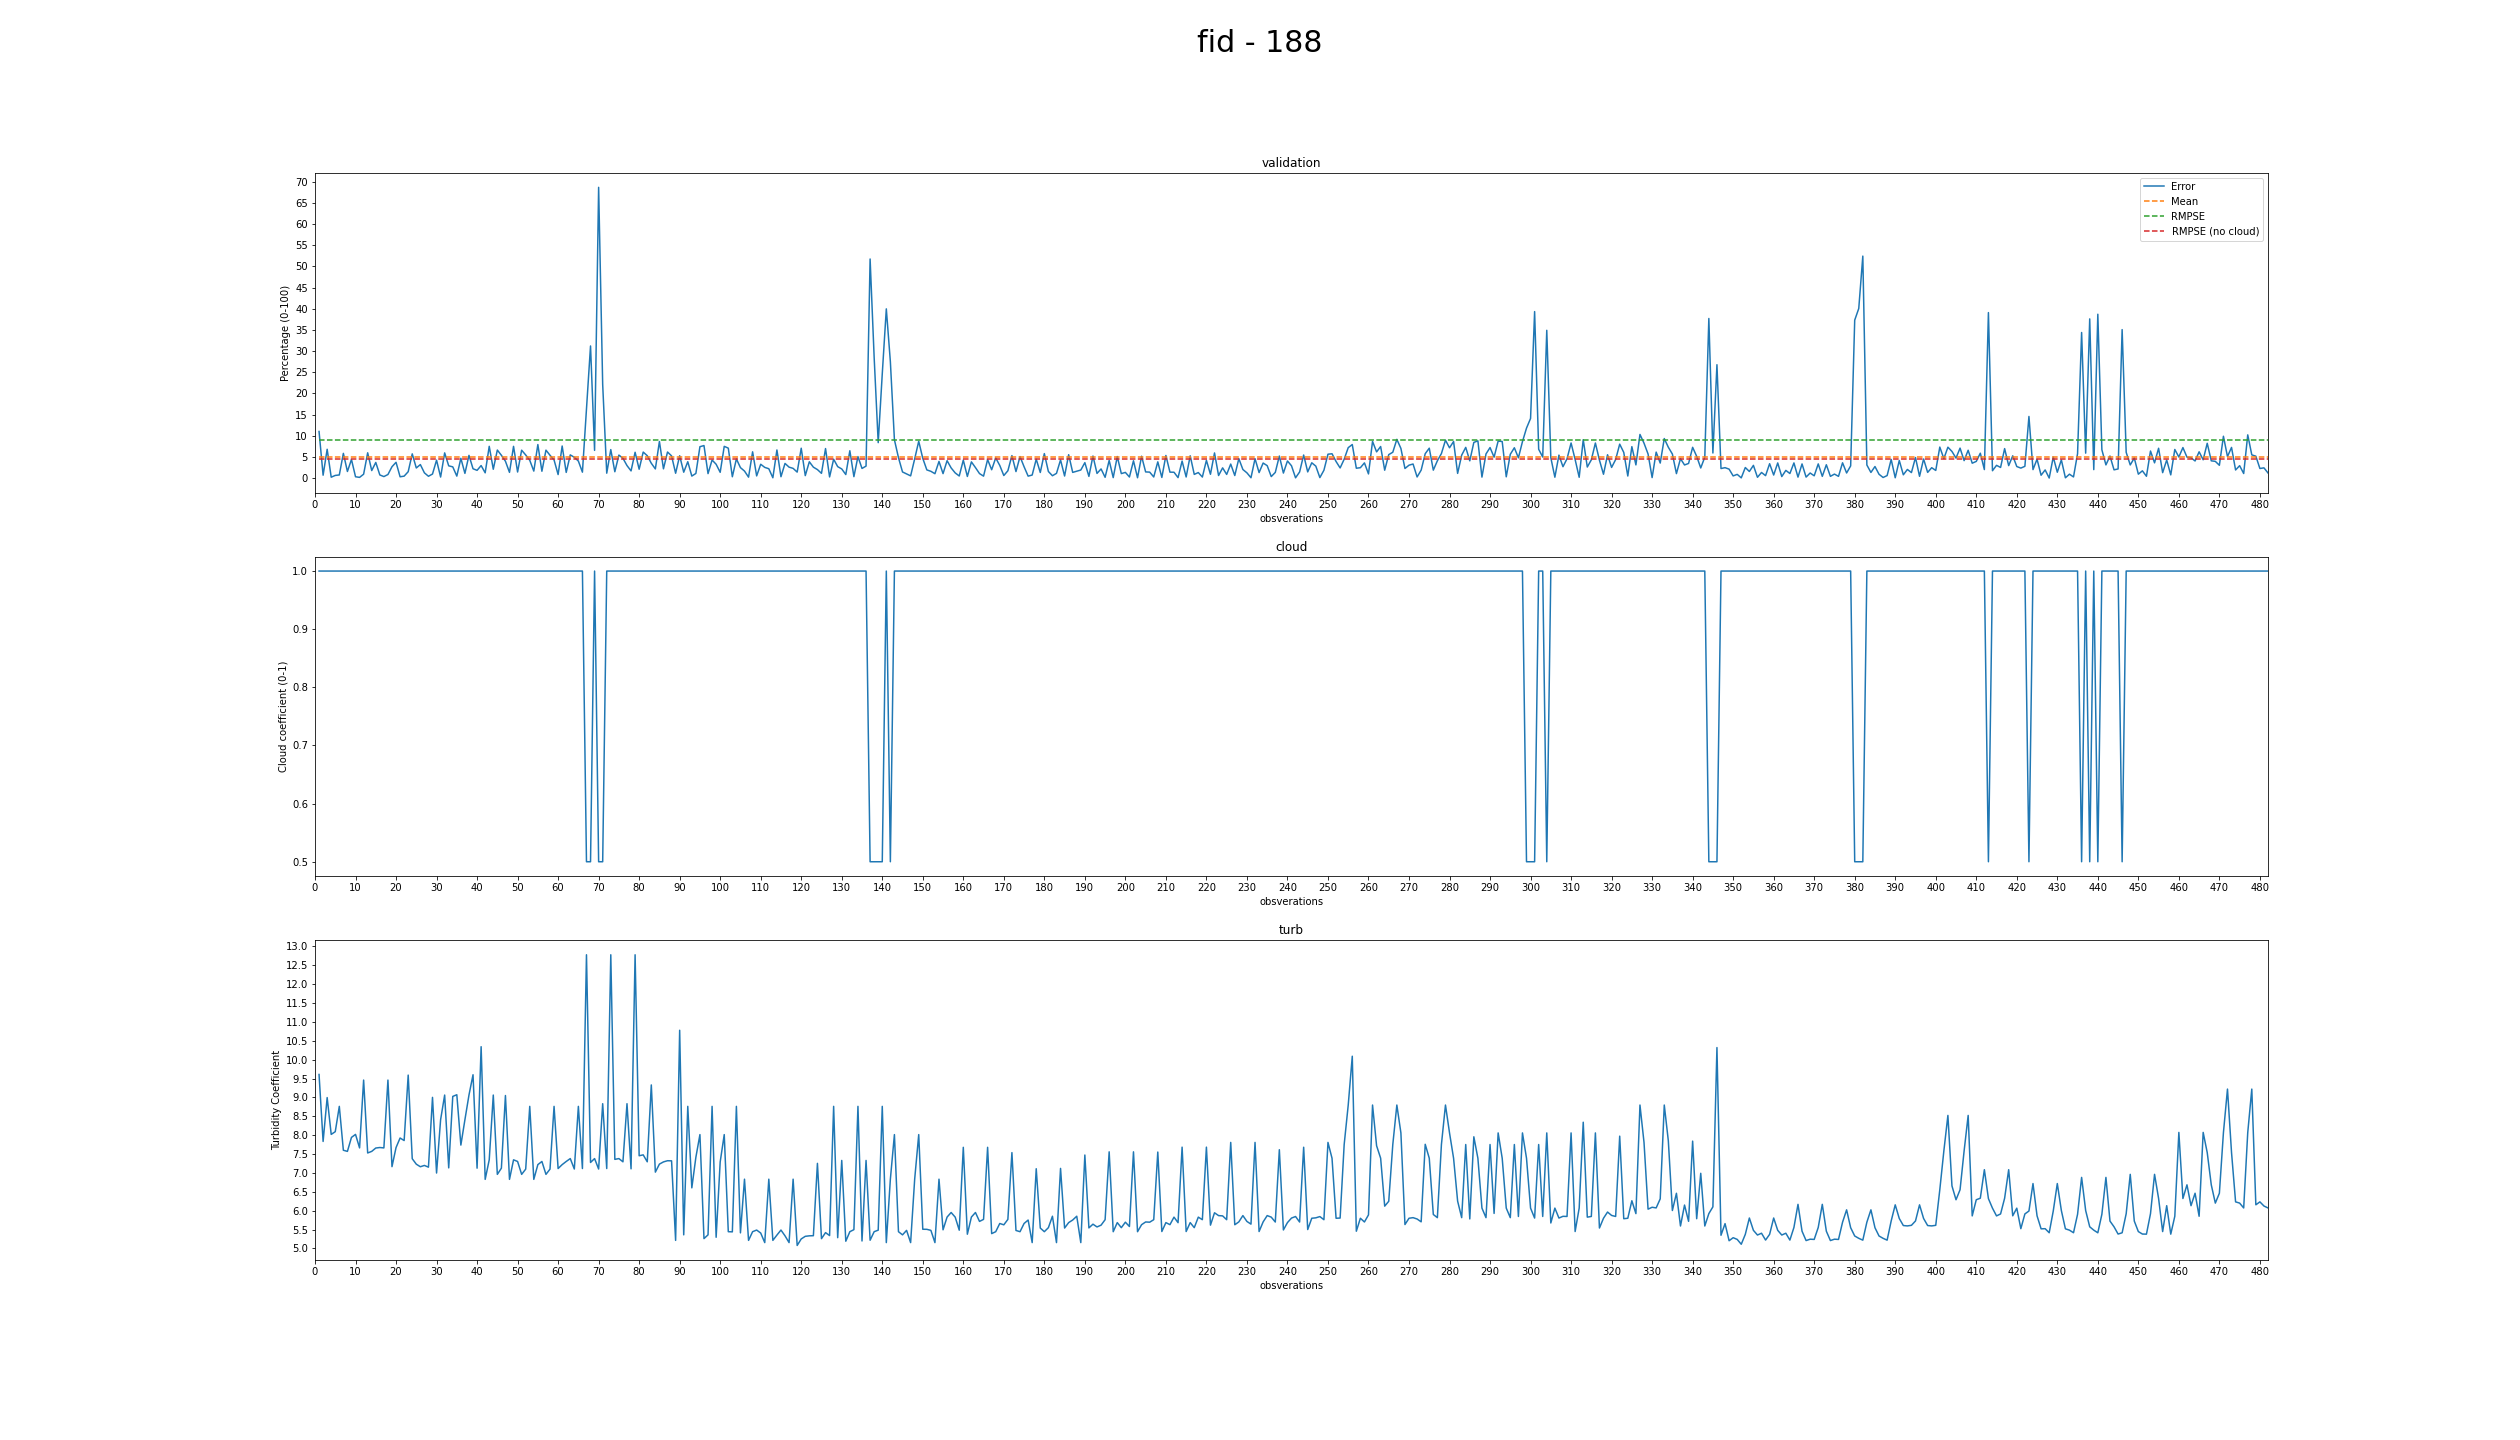 fid - 188
validation
Percentage (0-100)
70
65
60
55
50
45
40
35
30
25
20
15
10
5
0
Error
Mean
RMPSE
RMPSE (no cloud)
0 10 20 30 40 50 60 70 80 90 100 110 120 130 140 150 160 170 180 190 200 210 220 230 240 250 260 270 280 290 300 310 320 330 340 350 360 370 380 390 400 410 420 430 440 450 460 470 480
obsverations
cloud
Cloud coefficient (0-1)
1.0
0.9
0.8
0.7
0.6
0.5
0 10 20 30 40 50 60 70 80 90 100 110 120 130 140 150 160 170 180 190 200 210 220 230 240 250 260 270 280 290 300 310 320 330 340 350 360 370 380 390 400 410 420 430 440 450 460 470 480
obsverations
turb
Turbidity Coefficient
13.0
12.5
12.0
11.5
11.0
10.5
10.0
9.5
9.0
8.5
8.0
7.5
7.0
6.5
6.0
5.5
5.0
0 10 20 30 40 50 60 70 80 90 100 110 120 130 140 150 160 170 180 190 200 210 220 230 240 250 260 270 280 290 300 310 320 330 340 350 360 370 380 390 400 410 420 430 440 450 460 470 480
obsverations